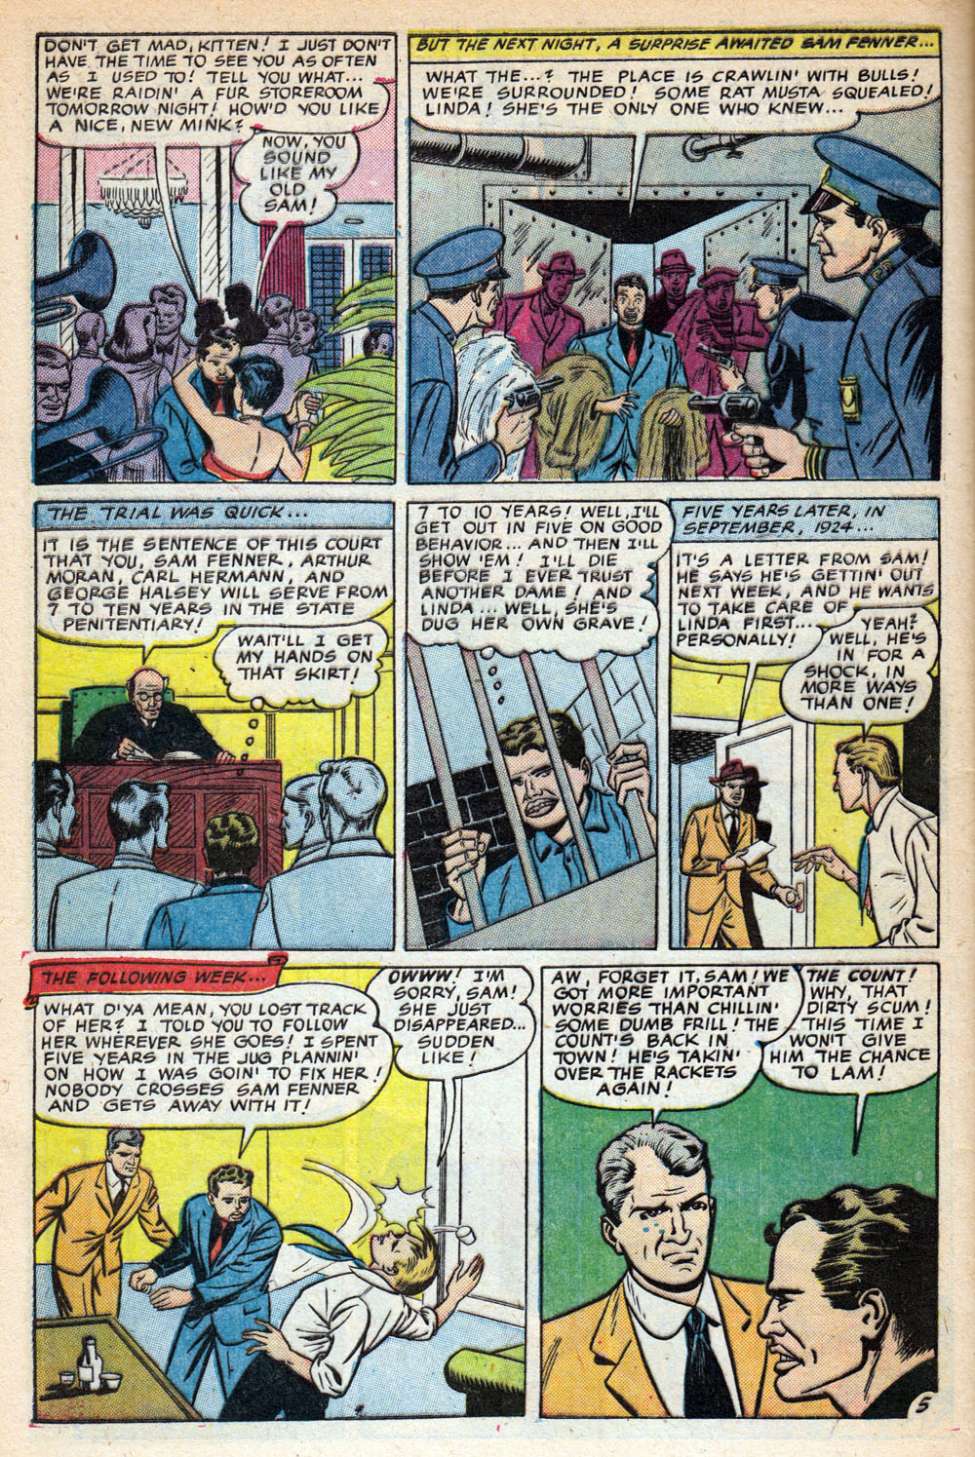 DON'T GET MAD, KITTEN! I JUST DON'T
HAVE THE TIME TO SEE YOU AS OFTEN
AS I USED TO! TELL YOU WHAT...
WE'RE RAIDIN' A FUR STOREROOM
TOMORROW NIGHT! HOW'D YOU LIKE
A NICE, NEW MINK?
NOW, YOU
SOUND
LIKE MY
OLD
SAM!
BUT THE NEXT NIGHT, A SURPRISE AWAITED SAM FENNER...
WHAT THE...? THE PLACE IS CRAWLIN' WITH BULLS!
WE'RE SURROUNDED! SOME RAT MUSTA SQUEALED!
LINDA! SHE'S THE ONLY ONE WHO KNEW...
THE TRIAL WAS QUICK...
IT IS THE SENTENCE OF THIS COURT
THAT YOU, SAM FENNER, ARTHUR
MORAN, CARL HERMANN, AND
GEORGE HALSEY WILL SERVE FROM
7 TO TEN YEARS IN THE STATE
PENITENTIARY!
WAIT'LL I GET
MY HANDS ON
THAT SKIRT!
7 TO 10 YEARS! WELL, I'LL
GET OUT IN FIVE ON GOOD
BEHAVIOR... AND THEN I'LL
SHOW 'EM! I'LL DIE
BEFORE I EVER TRUST
ANOTHER DAME! AND
LINDA... WELL, SHE'S
DUG HER OWN GRAVE!
FIVE YEARS LATER, IN
SEPTEMBER, 1924...
IT'S A LETTER FROM SAM!
HE SAYS HE'S GETTIN' OUT
NEXT WEEK, AND HE WANTS
TO TAKE CARE OF
LINDA FIRST....
PERSONALLY!
YEAH?
WELL, HE'S
IN FOR A
SHOCK, IN
MORE WAYS
THAN ONE!
THE FOLLOWING WEEK...
WHAT D'YA MEAN, YOU LOST TRACK
OF HER? I TOLD YOU TO FOLLOW
HER WHEREVER SHE GOES! I SPENT
FIVE YEARS IN THE JUG PLANNIN'
ON HOW I WAS GOIN' TO FIX HER!
NOBODY CROSSES SAM FENNER
AND GETS AWAY WITH IT!
OWWW! I'M
SORRY, SAM!
SHE JUST
DISAPPEARED...
SUDDEN
LIKE!
AW, FORGET IT, SAM! WE
GOT MORE IMPORTANT
WORRIES THAN CHILLIN'
SOME DUMB FRILL! THE
COUNT'S BACK IN
TOWN! HE'S TAKIN'
OVER THE RACKETS
AGAIN!
THE COUNT!
WHY, THAT
DIRTY SCUM!
THIS TIME I
WON'T GIVE
HIM THE CHANCE
TO LAM!
5